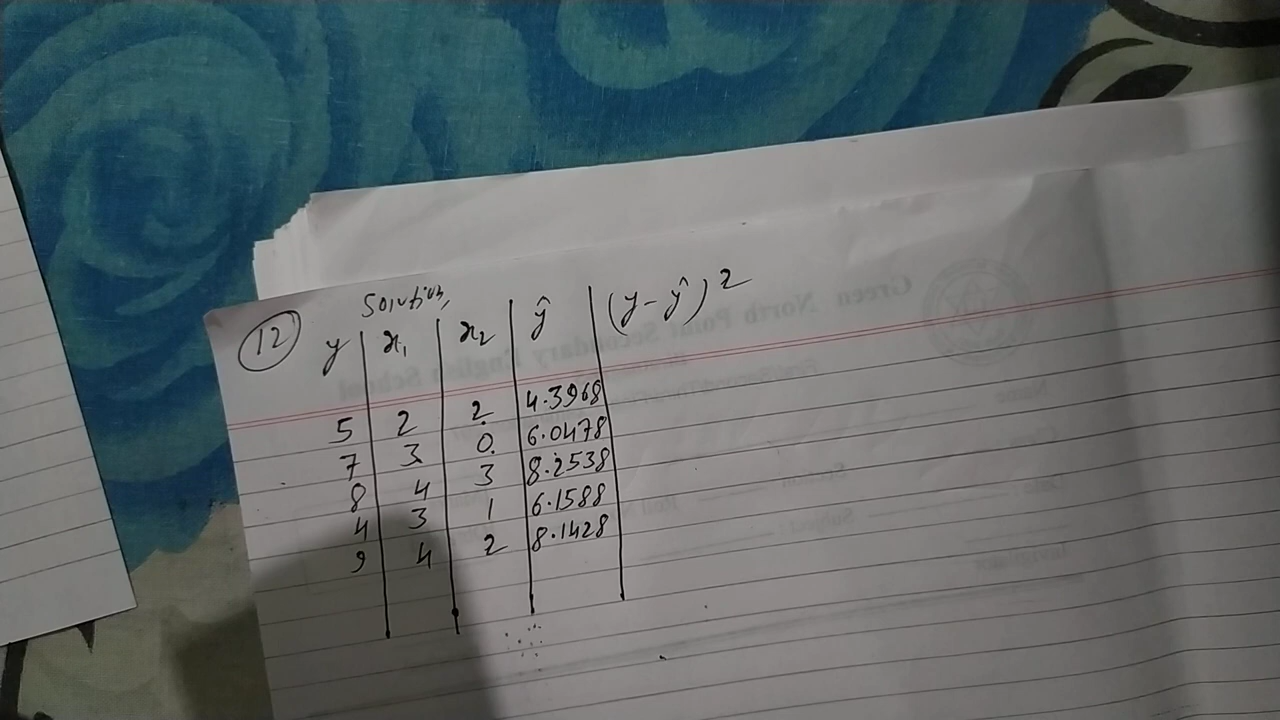 12 Solution,
y x₁ x₂ ŷ (y-ŷ)²
5 2 2 4.3968
7 3 0 6.0478
8 4 3 8.2538
4 3 1 6.1588
9 4 2 8.1428